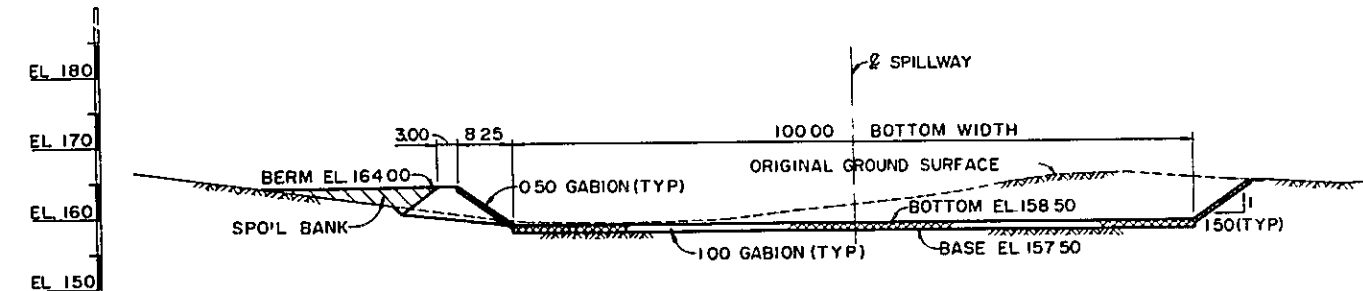 EL 180
EL 170
EL 160
EL 150
℄ SPILLWAY
3.00
8 25
100 00 BOTTOM WIDTH
ORIGINAL GROUND SURFACE
BERM EL 164 00
0 50 GABION (TYP)
SPO'L BANK
BOTTOM EL 158 50
1
1 50 (TYP)
1 00 GABION (TYP)
BASE EL 157 50